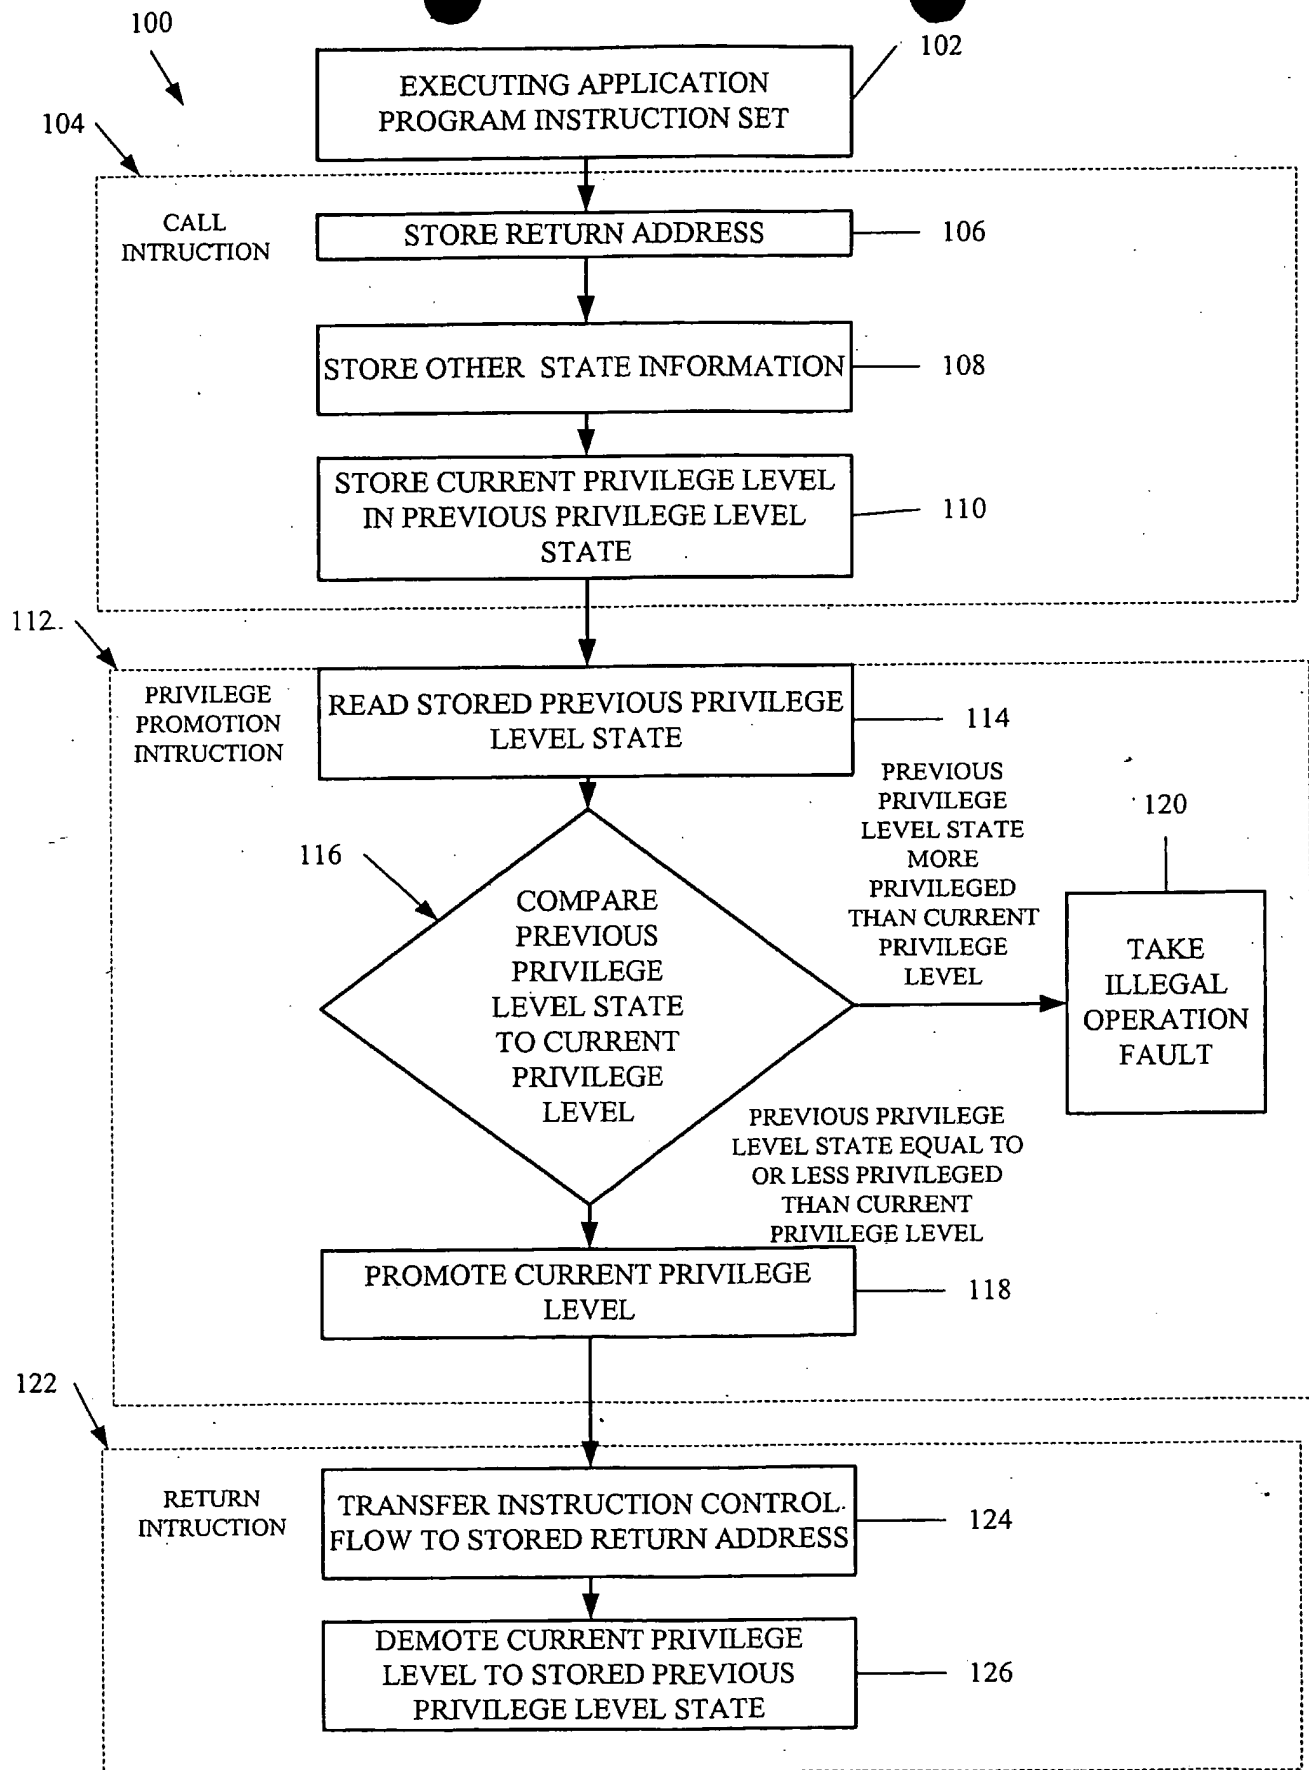 100
102
EXECUTING APPLICATION
PROGRAM INSTRUCTION SET
104
CALL
INTRUCTION
STORE RETURN ADDRESS
106
STORE OTHER STATE INFORMATION
108
STORE CURRENT PRIVILEGE LEVEL
IN PREVIOUS PRIVILEGE LEVEL
STATE
110
112
PRIVILEGE
PROMOTION
INTRUCTION
READ STORED PREVIOUS PRIVILEGE
LEVEL STATE
114
116
COMPARE
PREVIOUS
PRIVILEGE
LEVEL STATE
TO CURRENT
PRIVILEGE
LEVEL
PREVIOUS
PRIVILEGE
LEVEL STATE
MORE
PRIVILEGED
THAN CURRENT
PRIVILEGE
LEVEL
120
TAKE
ILLEGAL
OPERATION
FAULT
PREVIOUS PRIVILEGE
LEVEL STATE EQUAL TO
OR LESS PRIVILEGED
THAN CURRENT
PRIVILEGE LEVEL
PROMOTE CURRENT PRIVILEGE
LEVEL
118
122
RETURN
INTRUCTION
TRANSFER INSTRUCTION CONTROL
FLOW TO STORED RETURN ADDRESS
124
DEMOTE CURRENT PRIVILEGE
LEVEL TO STORED PREVIOUS
PRIVILEGE LEVEL STATE
126